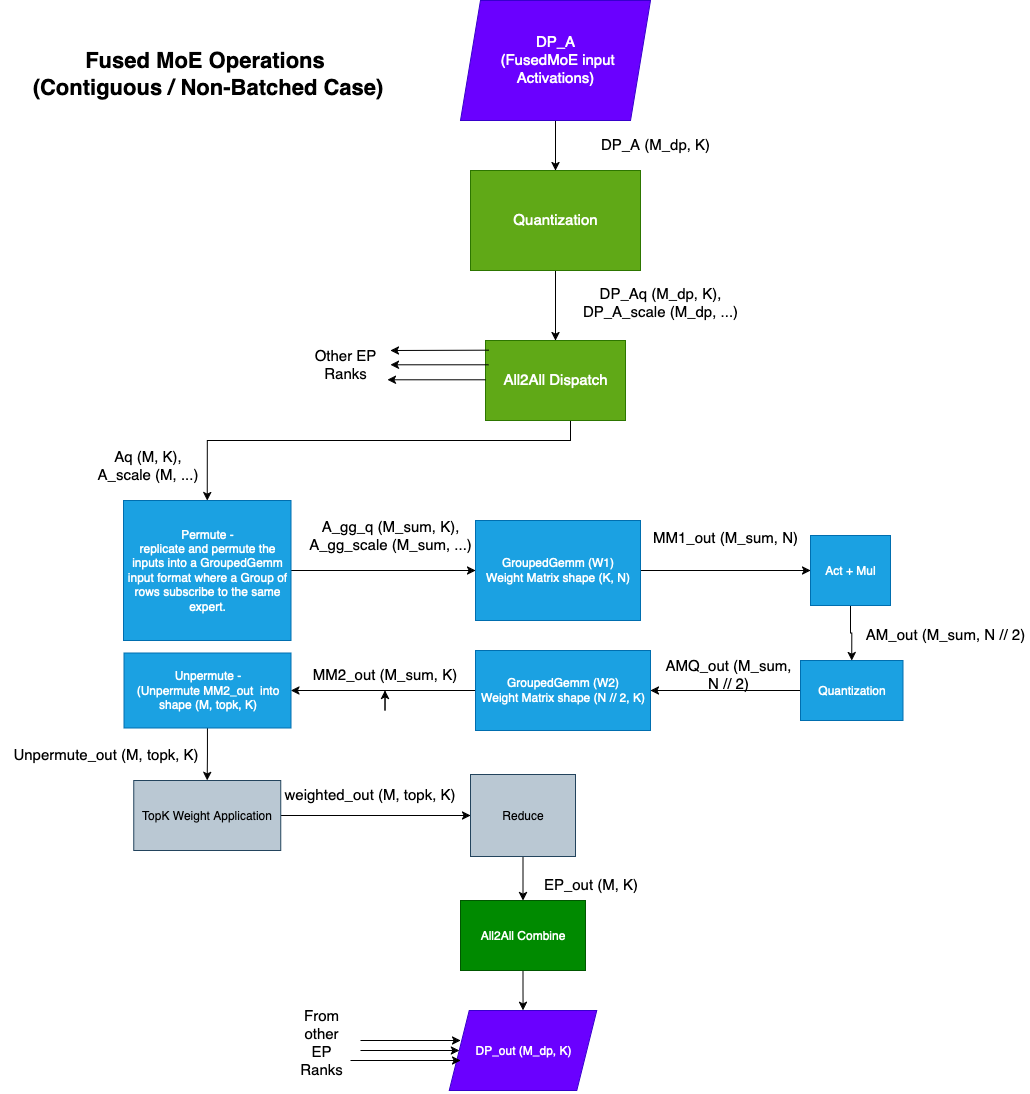 Fused MoE Operations
(Contiguous / Non-Batched Case)
DP_A
(FusedMoE input
Activations)
DP_A (M_dp, K)
Quantization
DP_Aq (M_dp, K),
DP_A_scale (M_dp, ...)
Other EP
Ranks
All2All Dispatch
Aq (M, K),
A_scale (M, ...)
Permute -
replicate and permute the
inputs into a GroupedGemm
input format where a Group of
rows subscribe to the same
expert.
A_gg_q (M_sum, K),
A_gg_scale (M_sum, ...)
GroupedGemm (W1)
Weight Matrix shape (K, N)
MM1_out (M_sum, N)
Act + Mul
AM_out (M_sum, N // 2)
Quantization
AMQ_out (M_sum,
N // 2)
GroupedGemm (W2)
Weight Matrix shape (N // 2, K)
MM2_out (M_sum, K)
Unpermute -
(Unpermute MM2_out into
shape (M, topk, K)
Unpermute_out (M, topk, K)
TopK Weight Application
weighted_out (M, topk, K)
Reduce
EP_out (M, K)
All2All Combine
From
other
EP
Ranks
DP_out (M_dp, K)